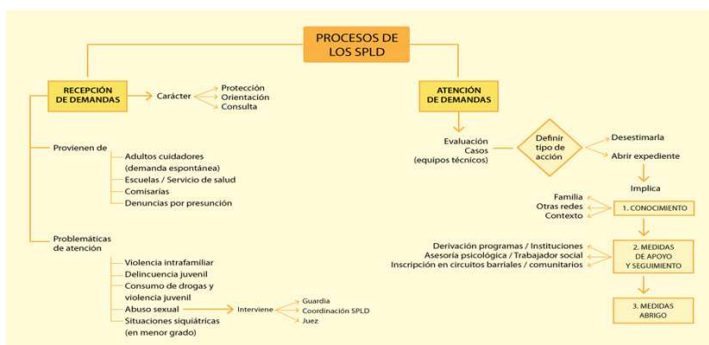 PROCESOS DE
LOS SPLD
RECEPCIÓN
DE DEMANDAS
Carácter
Protección
Orientación
Consulta
Provienen de
Adultos cuidadores
(demanda espontánea)
Escuelas / Servicio de salud
Comisarías
Denuncias por presunción
Problemáticas
de atención
Violencia intrafamiliar
Delincuencia juvenil
Consumo de drogas y
violencia juvenil
Abuso sexual
Situaciones siquiátricas
(en menor grado)
Interviene
Guardia
Coordinación SPLD
Juez
ATENCIÓN
DE DEMANDAS
Evaluación
Casos
(equipos técnicos)
Definir
tipo de
acción
Desestimarla
Abrir expediente
Implica
1. CONOCIMIENTO
Familia
Otras redes
Contexto
2. MEDIDAS
DE APOYO
Y SEGUIMIENTO
Derivación programas / Instituciones
Asesoría psicológica / Trabajador social
Inscripción en circuitos barriales / comunitarios
3. MEDIDAS
ABRIGO